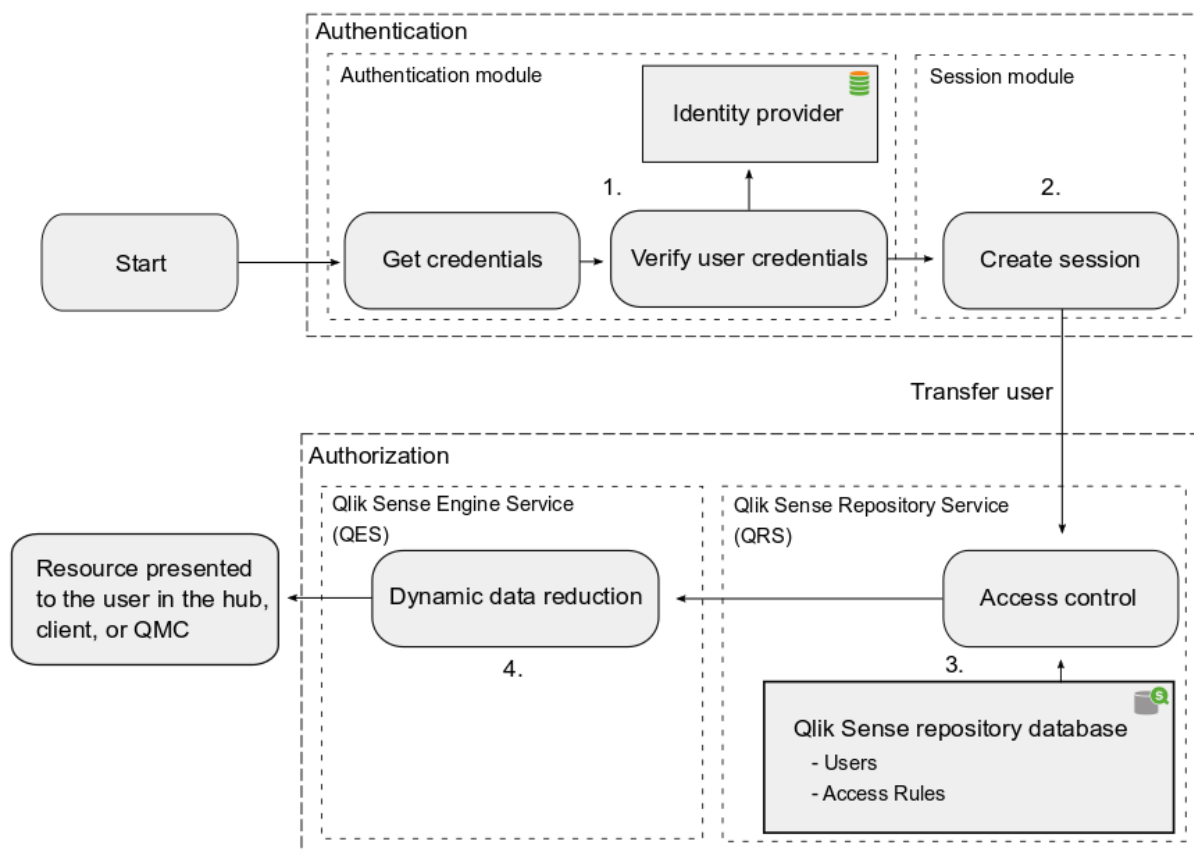 Authentication
Authentication module
Session module
Identity provider
1.
2.
Start
Get credentials
Verify user credentials
Create session
Transfer user
Authorization
Qlik Sense Engine Service
(QES)
Qlik Sense Repository Service
(QRS)
Resource presented
to the user in the hub,
client, or QMC
Dynamic data reduction
Access control
4.
3.
S
Qlik Sense repository database
- Users
- Access Rules